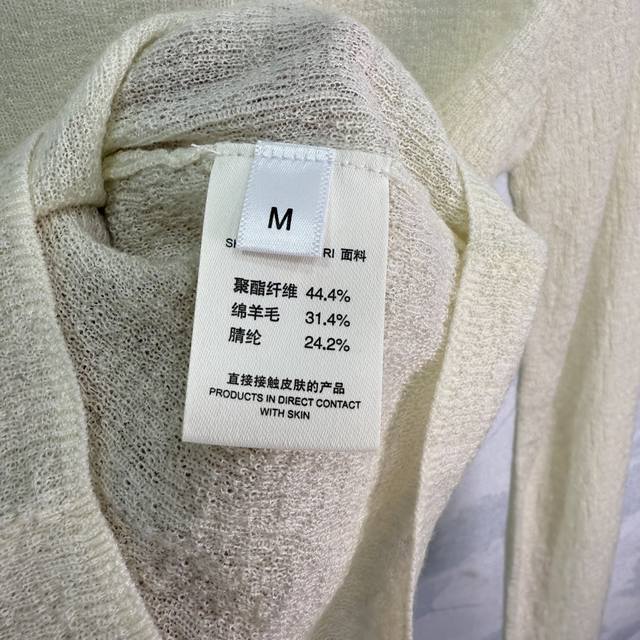 M
面料
聚酯纤维 44.4%
绵羊毛 31.4%
腈纶 24.2%
直接接触皮肤的产品
PRODUCTS IN DIRECT CONTACT
WITH SKIN